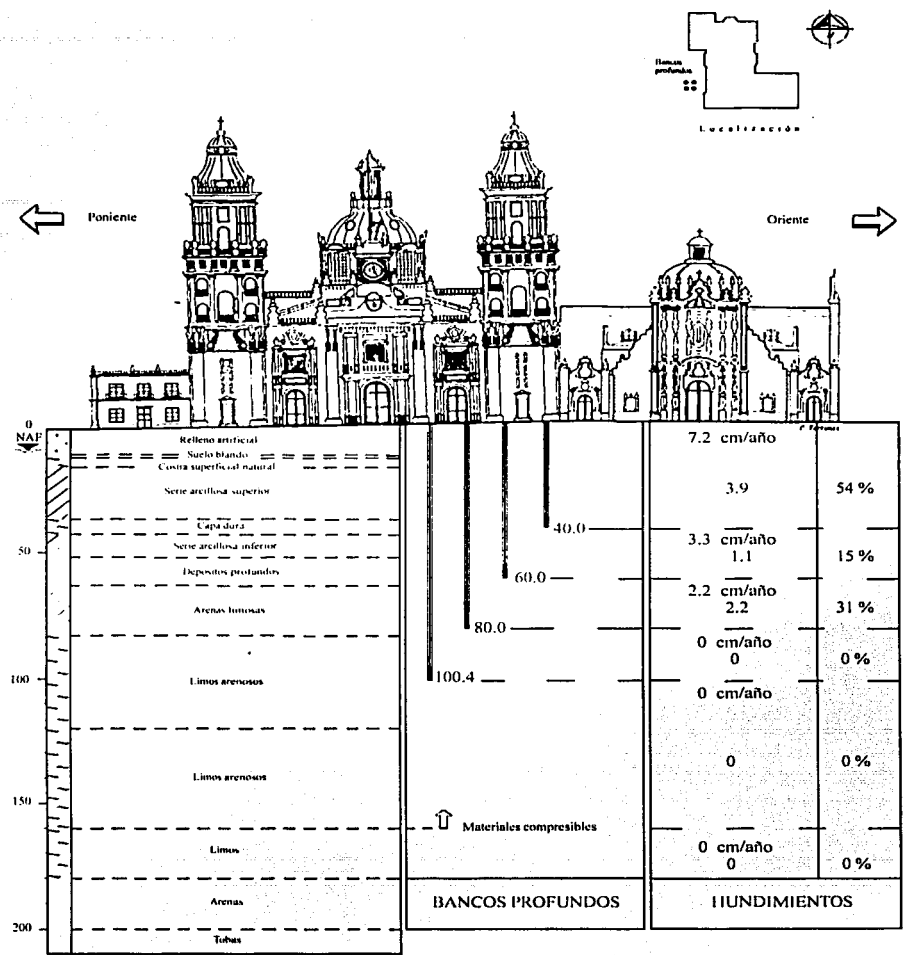 Bancos
profundos
Localización
Poniente
Oriente
0
NAF
50
100
150
200
Relleno artificial
Suelo blando
Costra superficial natural
Serie arcillosa superior
Capa dura
Serie arcillosa inferior
Depósitos profundos
Arenas limosas
Limos arenosos
Limos arenosos
Limos
Arenas
Tobas
40.0
60.0
80.0
100.4
Materiales compresibles
BANCOS PROFUNDOS
7.2 cm/año
3.9 54 %
3.3 cm/año
1.1 15 %
2.2 cm/año
2.2 31 %
0 cm/año
0 0 %
0 cm/año
0 0 %
0 cm/año
0 0 %
HUNDIMIENTOS